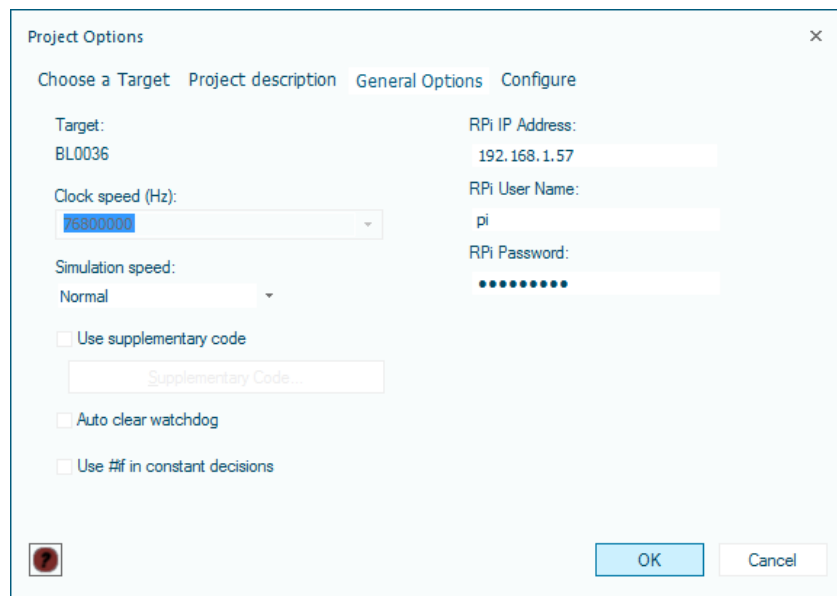 Project Options
Choose a Target Project description General Options Configure
Target:
BL0036
Clock speed (Hz):
76800000
Simulation speed:
Normal
Use supplementary code
Supplementary Code...
Auto clear watchdog
Use #if in constant decisions
RPi IP Address:
192.168.1.57
RPi User Name:
pi
RPi Password:
●●●●●●●●●
?
OK Cancel